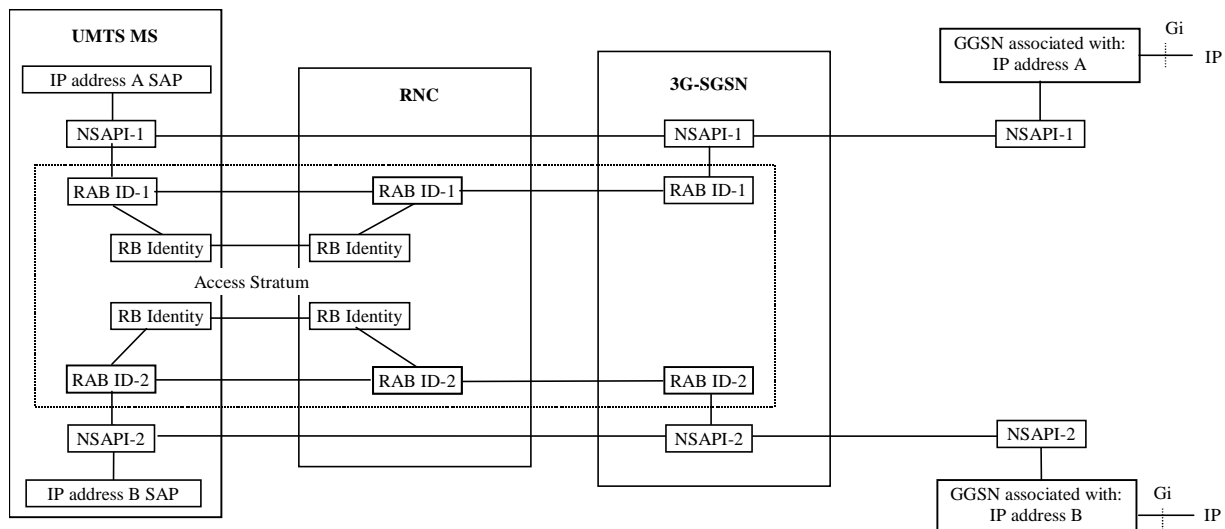 UMTS MS
IP address A SAP
NSAPI-1
RAB ID-1
RB Identity
RNC
RAB ID-1
RB Identity
3G-SGSN
NSAPI-1
RAB ID-1
GGSN associated with:
IP address A
Gi
IP
NSAPI-1
Access Stratum
RB Identity
RAB ID-2
NSAPI-2
IP address B SAP
RB Identity
RAB ID-2
RAB ID-2
NSAPI-2
NSAPI-2
GGSN associated with:
IP address B
Gi
IP